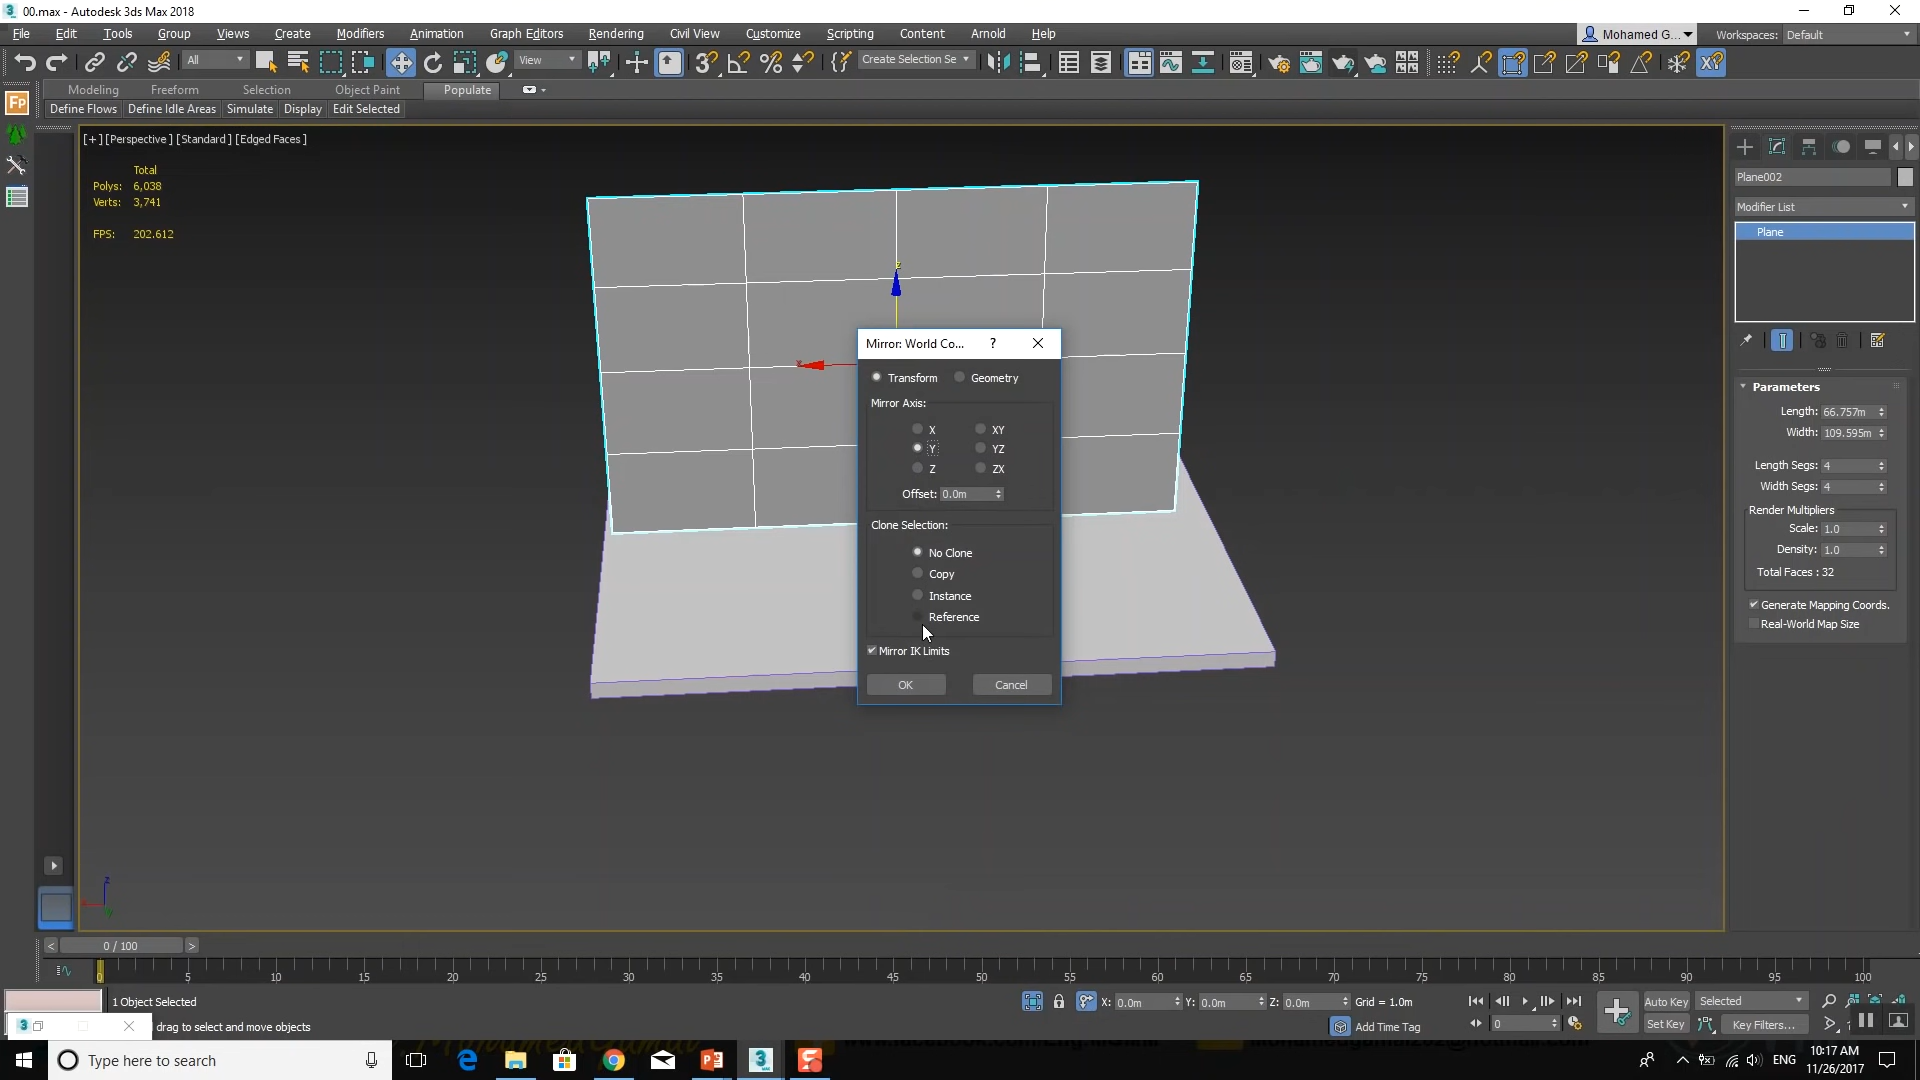 00.max - Autodesk 3ds Max 2018
File Edit Tools Group Views Create Modifiers Animation Graph Editors Rendering Civil View Customize Scripting Content Arnold Help
Mohamed G...
Workspaces: Default
All
View
Create Selection Se
Modeling Freeform Selection Object Paint Populate
Define Flows Define Idle Areas Simulate Display Edit Selected
[+] [Perspective] [Standard] [Edged Faces]
Total
Polys: 6,038
Verts: 3,741
FPS: 202.612
Plane002
Modifier List
Plane
Parameters
Length: 66.757m
Width: 109.595m
Length Segs: 4
Width Segs: 4
Render Multipliers
Scale: 1.0
Density: 1.0
Total Faces : 32
Generate Mapping Coords.
Real-World Map Size
Mirror: World Co... ?
Transform Geometry
Mirror Axis:
X XY
Y YZ
Z ZX
Offset: 0.0m
Clone Selection:
No Clone
Copy
Instance
Reference
Mirror IK Limits
OK Cancel
0 / 100
0 5 10 15 20 25 30 35 40 45 50 55 60 65 70 75 80 85 90 95 100
1 Object Selected
X: 0.0m Y: 0.0m Z: 0.0m Grid = 1.0m
Auto Key Selected
drag to select and move objects
Add Time Tag
0
Set Key Key Filters...
Type here to search
ENG
10:17 AM
11/26/2017